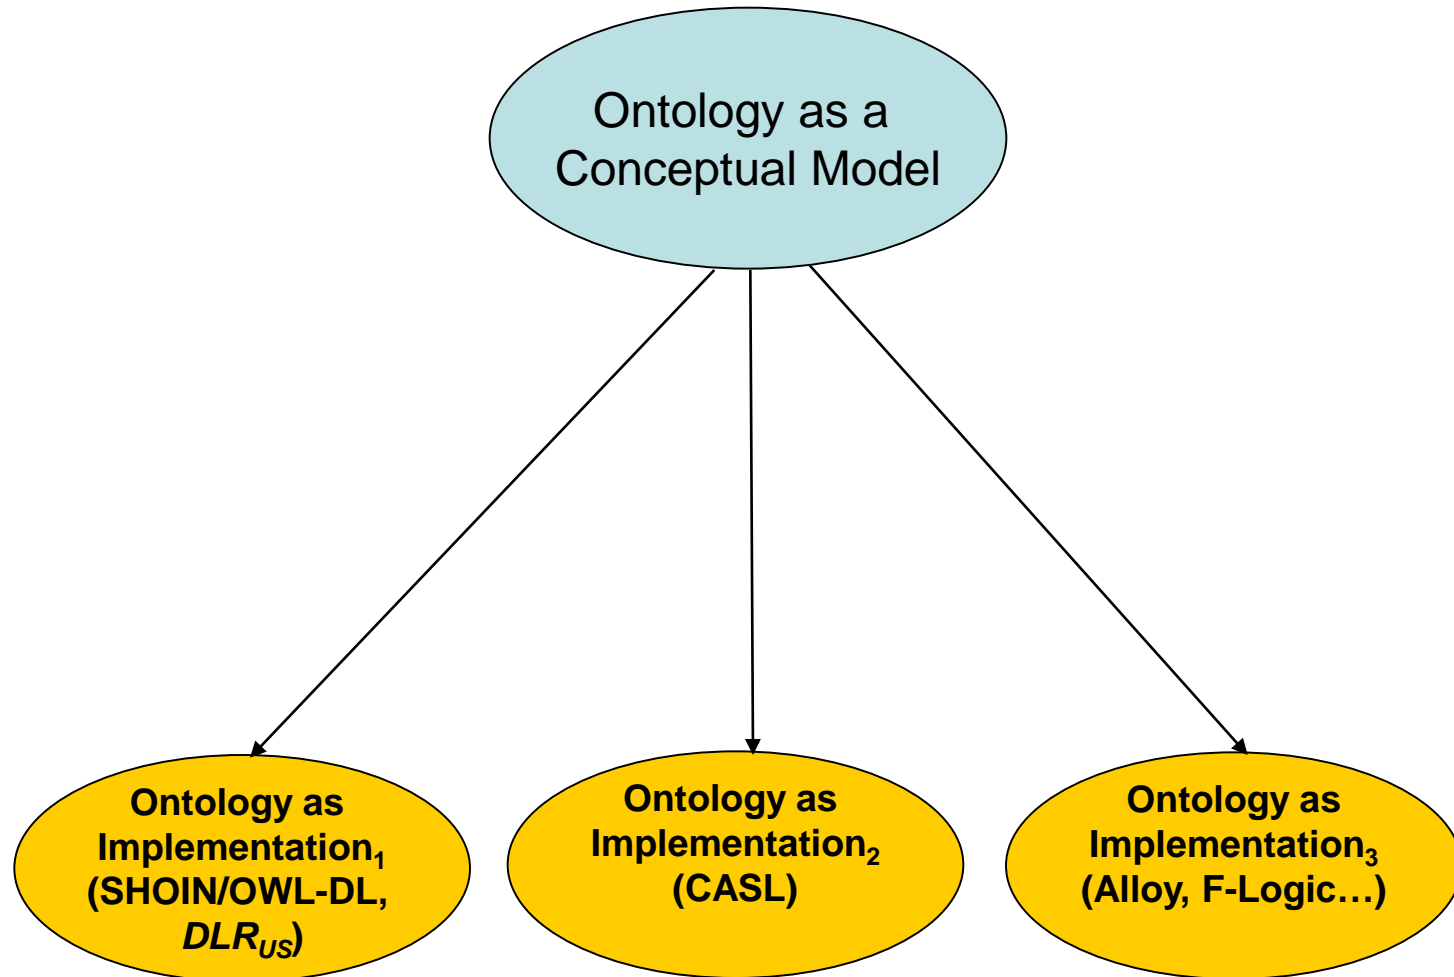 Ontology as a
Conceptual Model
Ontology as
Implementation₁
(SHOIN/OWL-DL,
DLR_US)
Ontology as
Implementation₂
(CASL)
Ontology as
Implementation₃
(Alloy, F-Logic…)